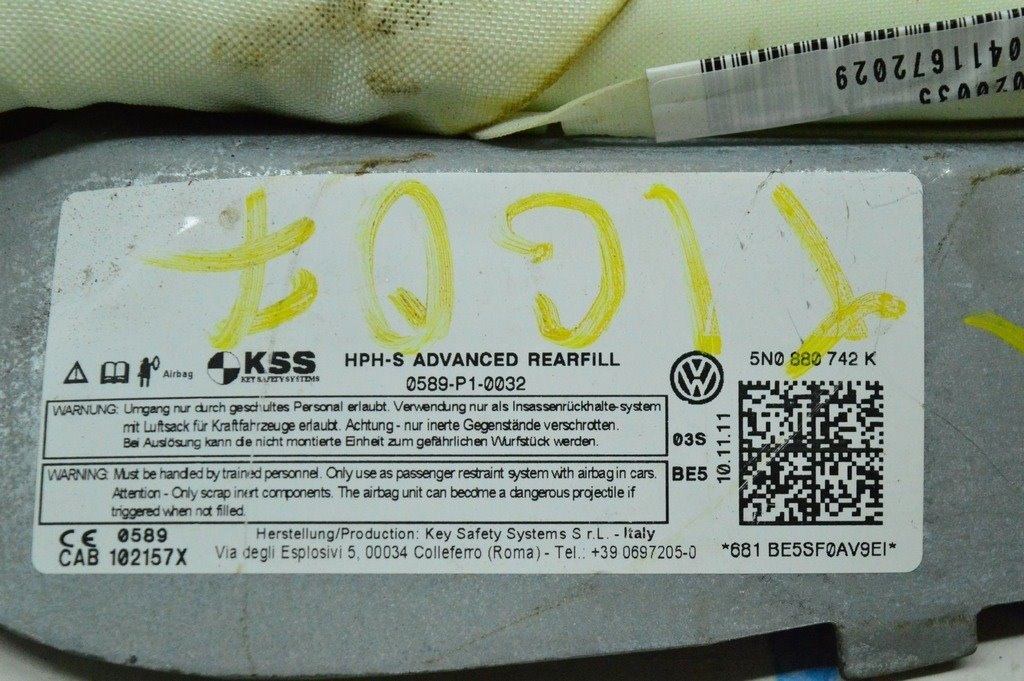 0411672029
KSS HPH-S ADVANCED REARFILL
KEY SAFETY SYSTEMS
Airbag
0589-P1-0032
5N0 880 742 K
WARNUNG: Umgang nur durch geschultes Personal erlaubt. Verwendung nur als Insassenrückhalte-system
mit Luftsack für Kraftfahrzeuge erlaubt. Achtung - nur inerte Gegenstände verschrotten.
Bei Auslösung kann die nicht montierte Einheit zum gefährlichen Wurfstück werden.
03S
BE5
10.11.11
WARNING: Must be handled by trained personnel. Only use as passenger restraint system with airbag in cars.
Attention - Only scrap inert components. The airbag unit can become a dangerous projectile if
triggered when not filled.
CE 0589
CAB 102157X
Herstellung/Production: Key Safety Systems S.r.L. - Italy
Via degli Esplosivi 5, 00034 Colleferro (Roma) - Tel.: +39 0697205-0
*681 BE5SF0AV9EI*